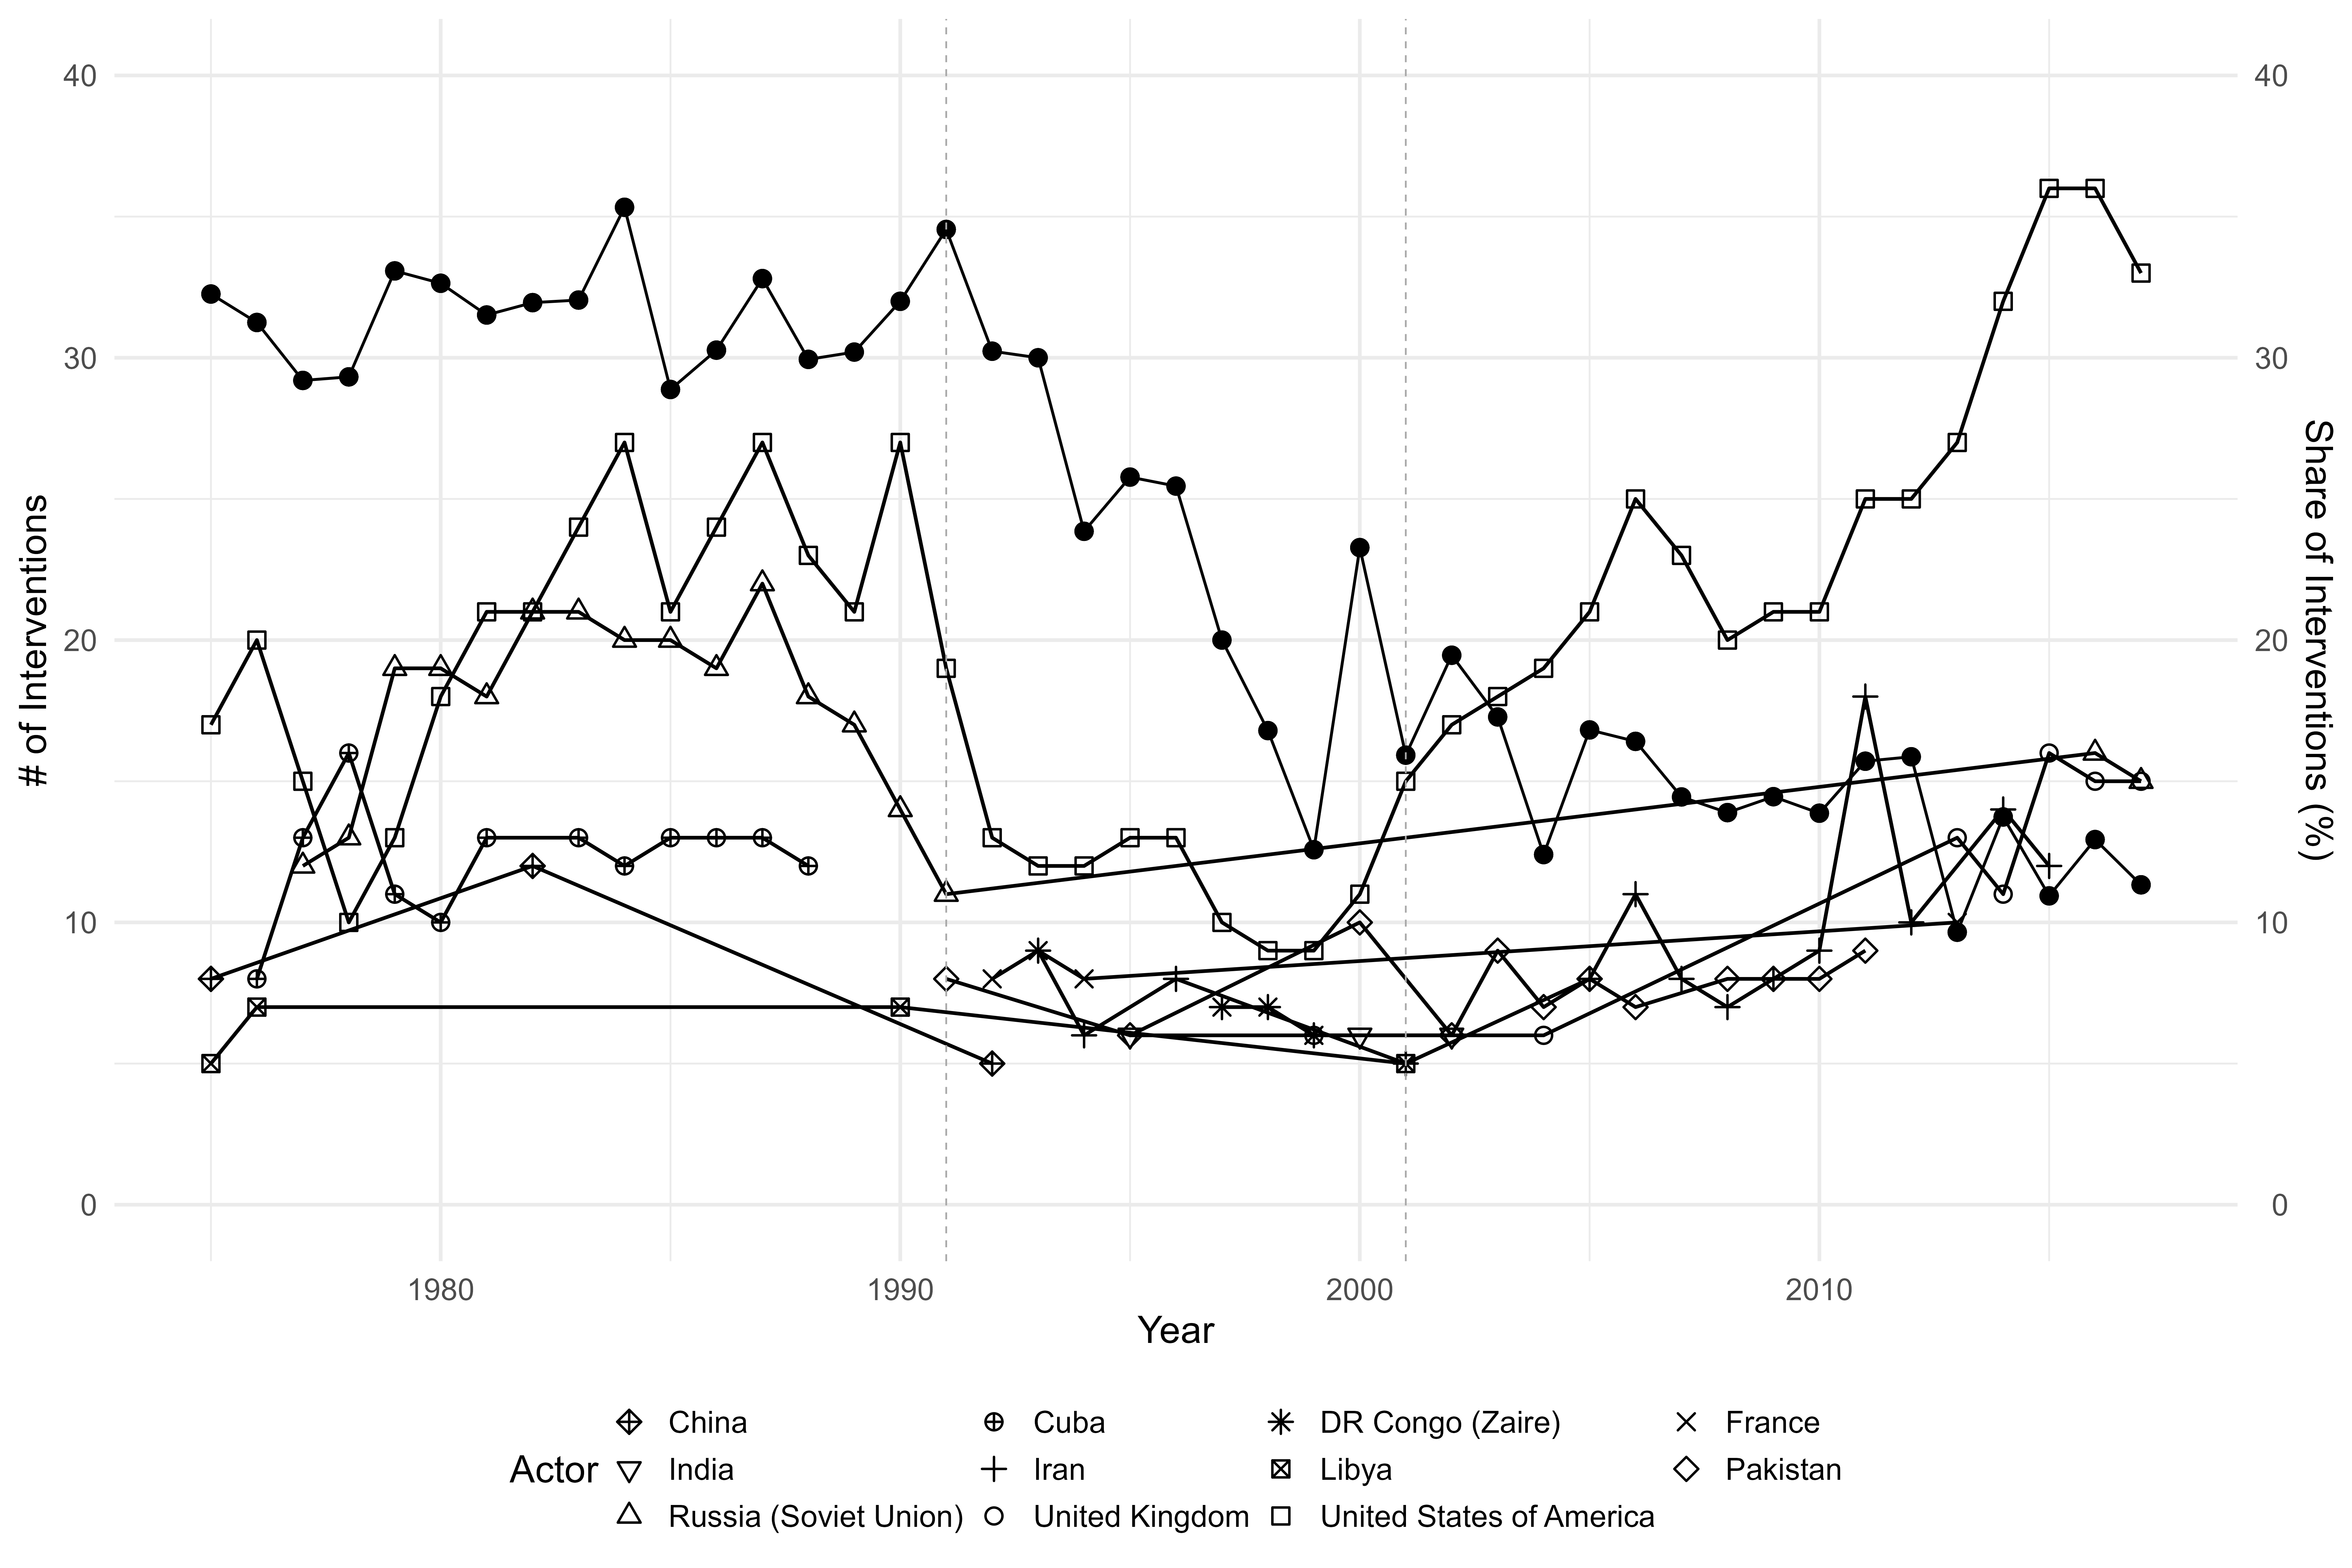 40
40
30
30
20
20
10
10
0
0
# of Interventions
Share of Interventions (%)
1980
1990
2000
2010
Year
Actor
China
Cuba
DR Congo (Zaire)
France
India
Iran
Libya
Pakistan
Russia (Soviet Union)
United Kingdom
United States of America